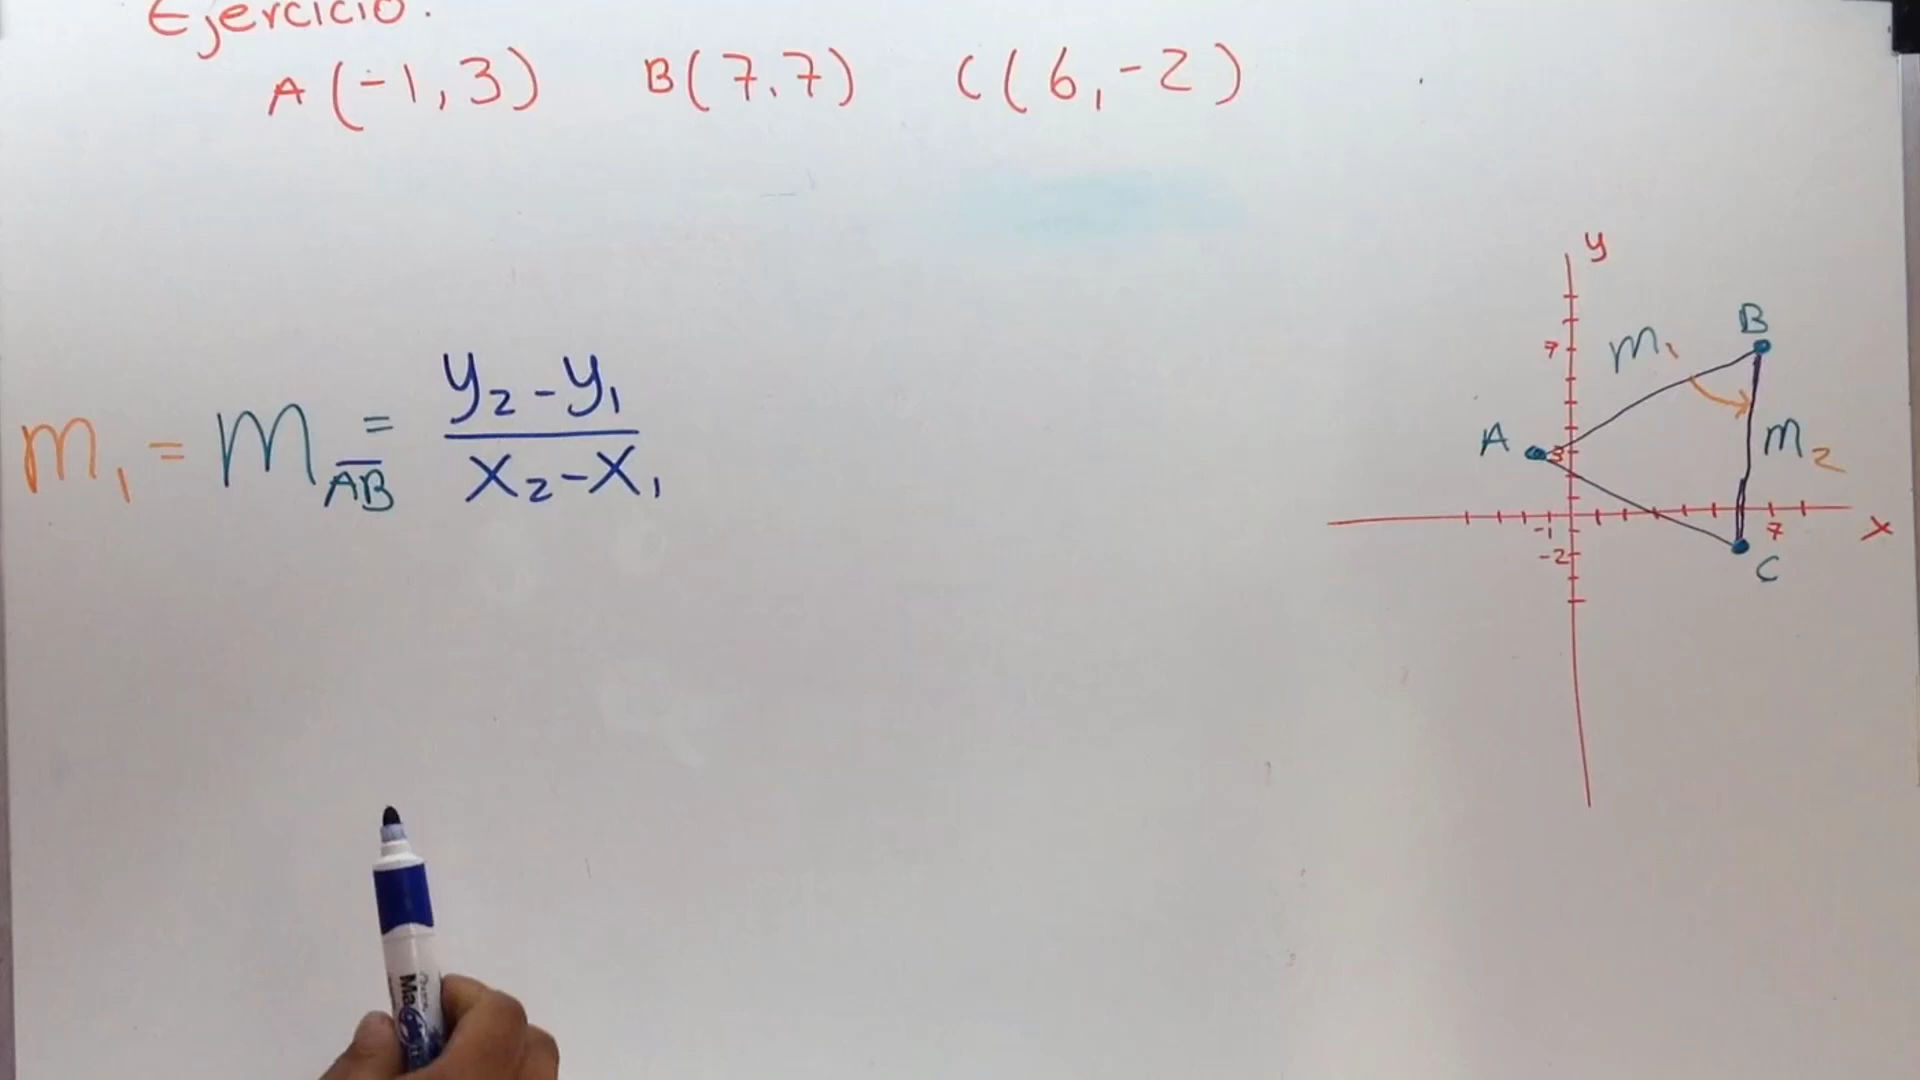 Ejercicio.
A(-1,3) B(7.7) C(6,-2)
m₁ = m_AB = (y₂-y₁)/(x₂-x₁)
y
B
7
m₁
A
3
m₂
-1
7
x
-2
C